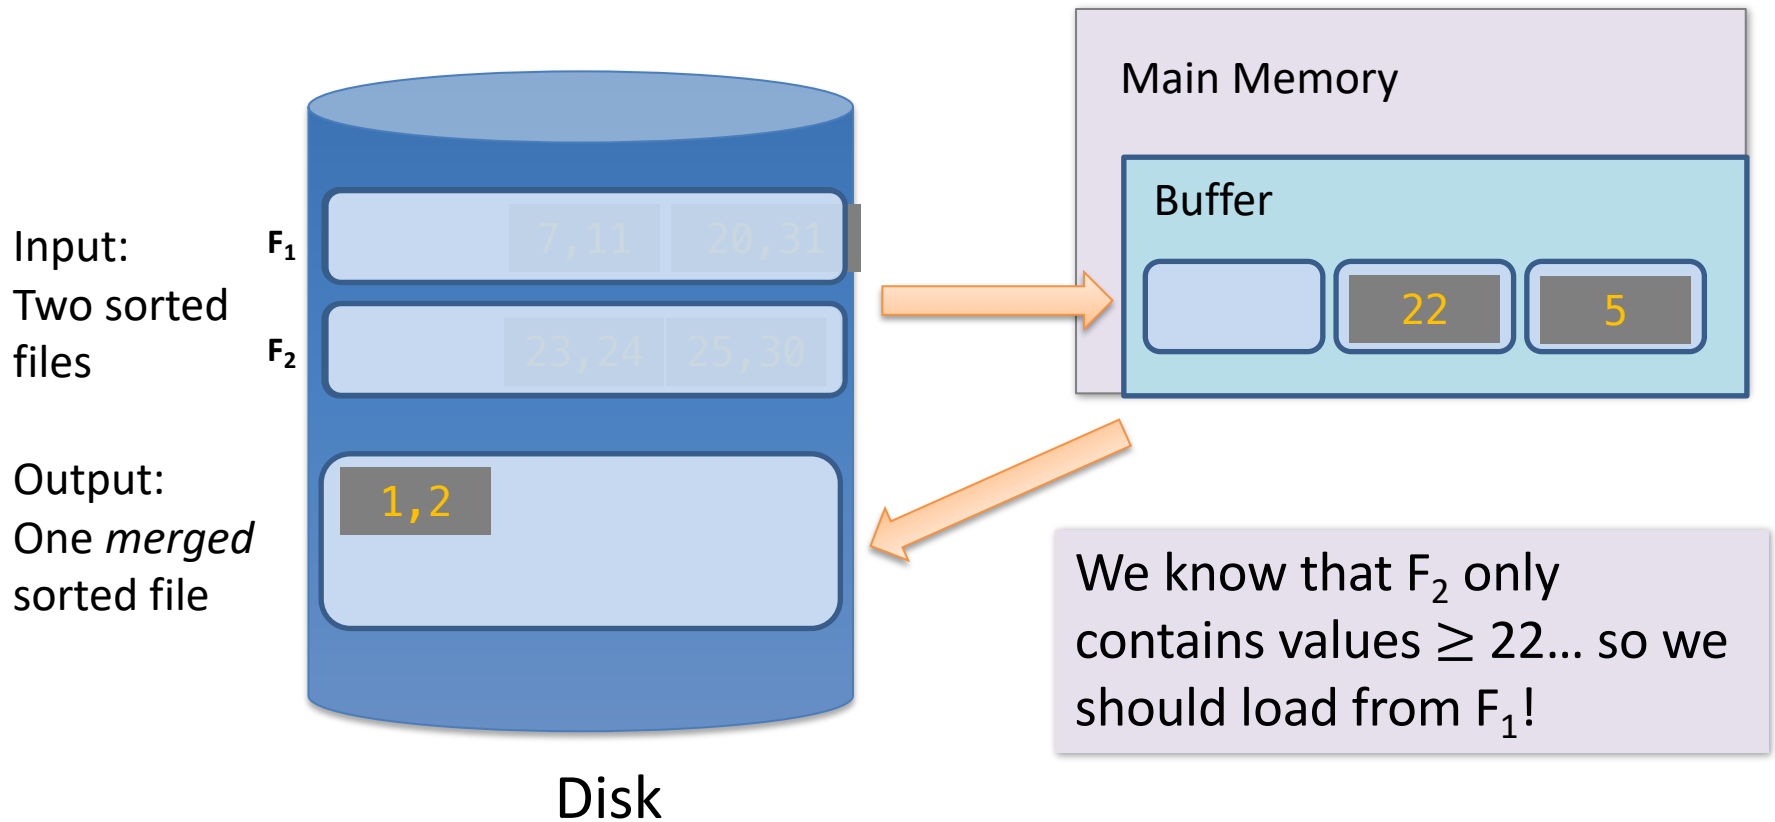 Main Memory
Buffer
22
5
Input:
Two sorted
files
F1
7,11
20,31
F2
23,24
25,30
Output:
One merged
sorted file
1,2
We know that F2 only
contains values ≥ 22... so we
should load from F1!
Disk